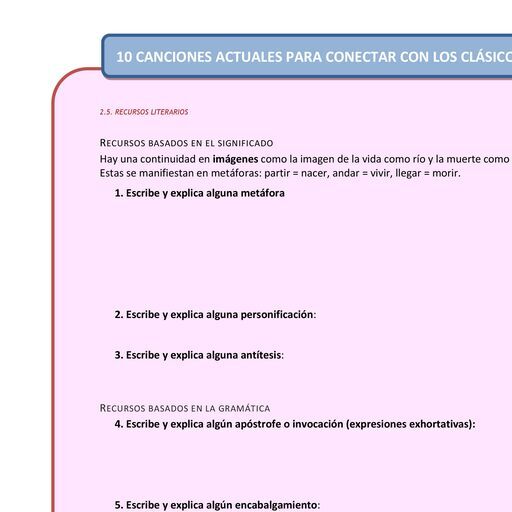 10 CANCIONES ACTUALES PARA CONECTAR CON LOS
2.5. RECURSOS LITERARIOS
RECURSOS BASADOS EN EL SIGNIFICADO
Hay una continuidad en imágenes como la imagen de la vida como río y la muerte como
Estas se manifiestan en metáforas: partir = nacer, andar = vivir, llegar = morir.
1. Escribe y explica alguna metáfora
2. Escribe y explica alguna personificación:
3. Escribe y explica alguna antítesis:
RECURSOS BASADOS EN LA GRAMÁTICA
4. Escribe y explica algún apóstrofe o invocación (expresiones exhortativas):
5. Escribe y explica algún encabalgamiento: